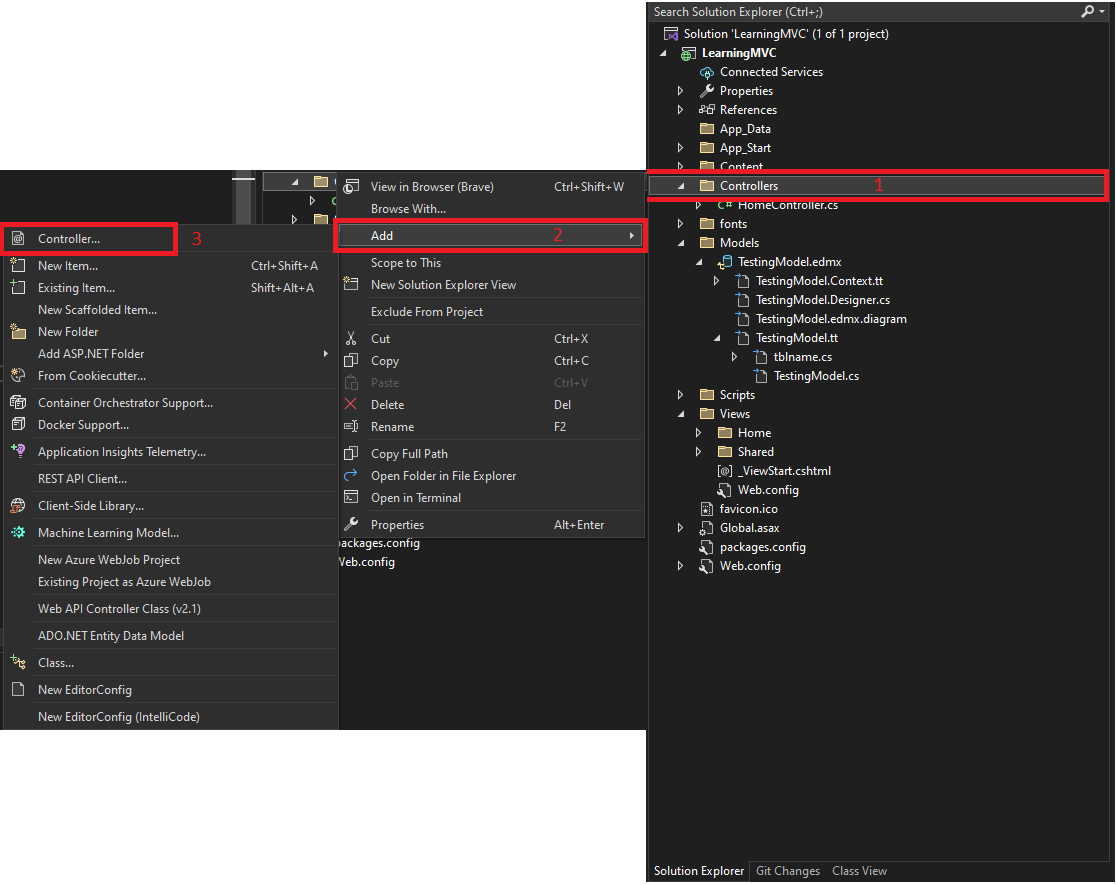 Search Solution Explorer (Ctrl+;)
Solution 'LearningMVC' (1 of 1 project)
LearningMVC
Connected Services
Properties
References
App_Data
App_Start
Content
Controllers
1
C# HomeController.cs
fonts
Models
TestingModel.edmx
TestingModel.Context.tt
TestingModel.Designer.cs
TestingModel.edmx.diagram
TestingModel.tt
tblname.cs
TestingModel.cs
Scripts
Views
Home
Shared
_ViewStart.cshtml
Web.config
favicon.ico
Global.asax
packages.config
Web.config
Solution Explorer Git Changes Class View
View in Browser (Brave) Ctrl+Shift+W
Browse With...
Add 2
Scope to This
New Solution Explorer View
Exclude From Project
Cut Ctrl+X
Copy Ctrl+C
Paste Ctrl+V
Delete Del
Rename F2
Copy Full Path
Open Folder in File Explorer
Open in Terminal
Properties Alt+Enter
packages.config
Web.config
Controller... 3
New Item... Ctrl+Shift+A
Existing Item... Shift+Alt+A
New Scaffolded Item...
New Folder
Add ASP.NET Folder
From Cookiecutter...
Container Orchestrator Support...
Docker Support...
Application Insights Telemetry...
REST API Client...
Client-Side Library...
Machine Learning Model...
New Azure WebJob Project
Existing Project as Azure WebJob
Web API Controller Class (v2.1)
ADO.NET Entity Data Model
Class...
New EditorConfig
New EditorConfig (IntelliCode)